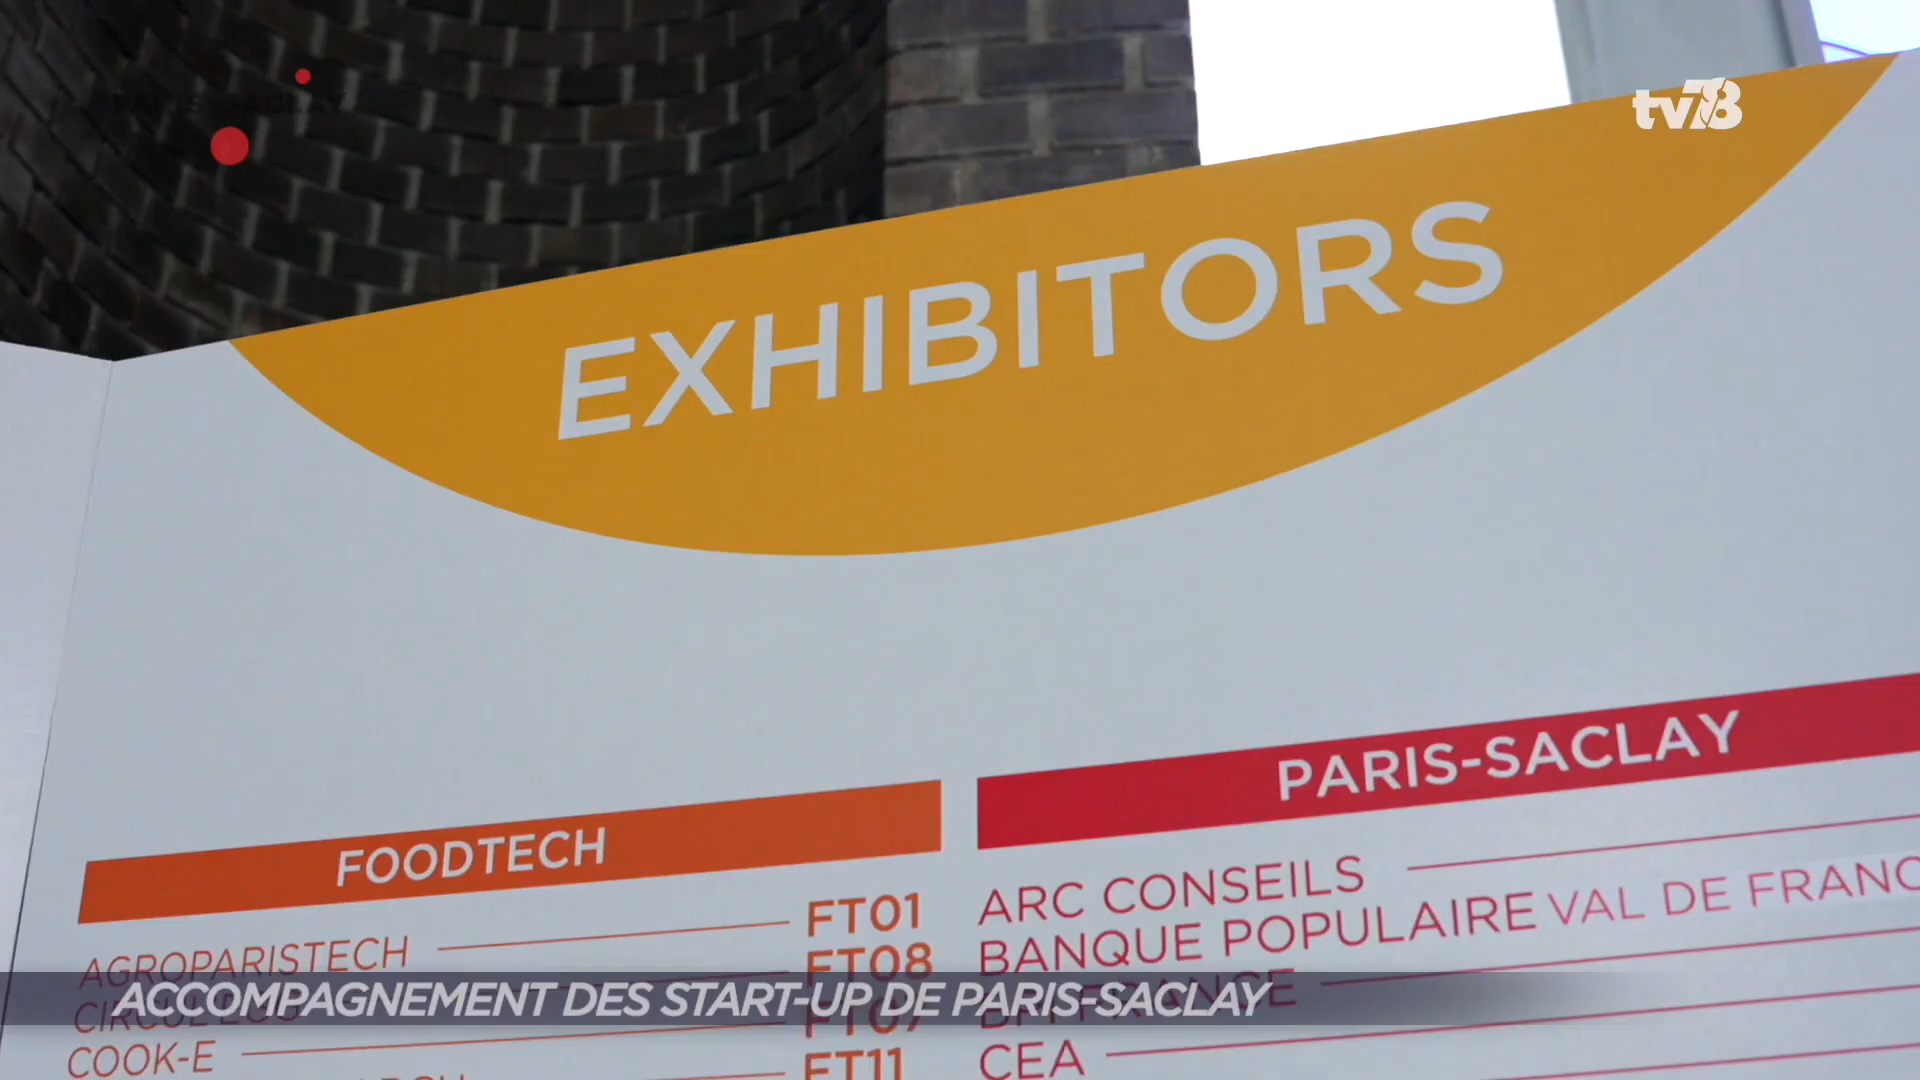 tv78
EXHIBITORS
FOODTECH
AGROPARISTECH FT01
FT08
COOK-E FT11
PARIS-SACLAY
ARC CONSEILS
BANQUE POPULAIRE VAL DE
CEA
ACCOMPAGNEMENT DES START-UP DE PARIS-SACLAY